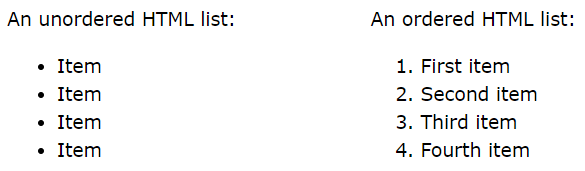 An unordered HTML list:
• Item
• Item
• Item
• Item
An ordered HTML list:
1. First item
2. Second item
3. Third item
4. Fourth item